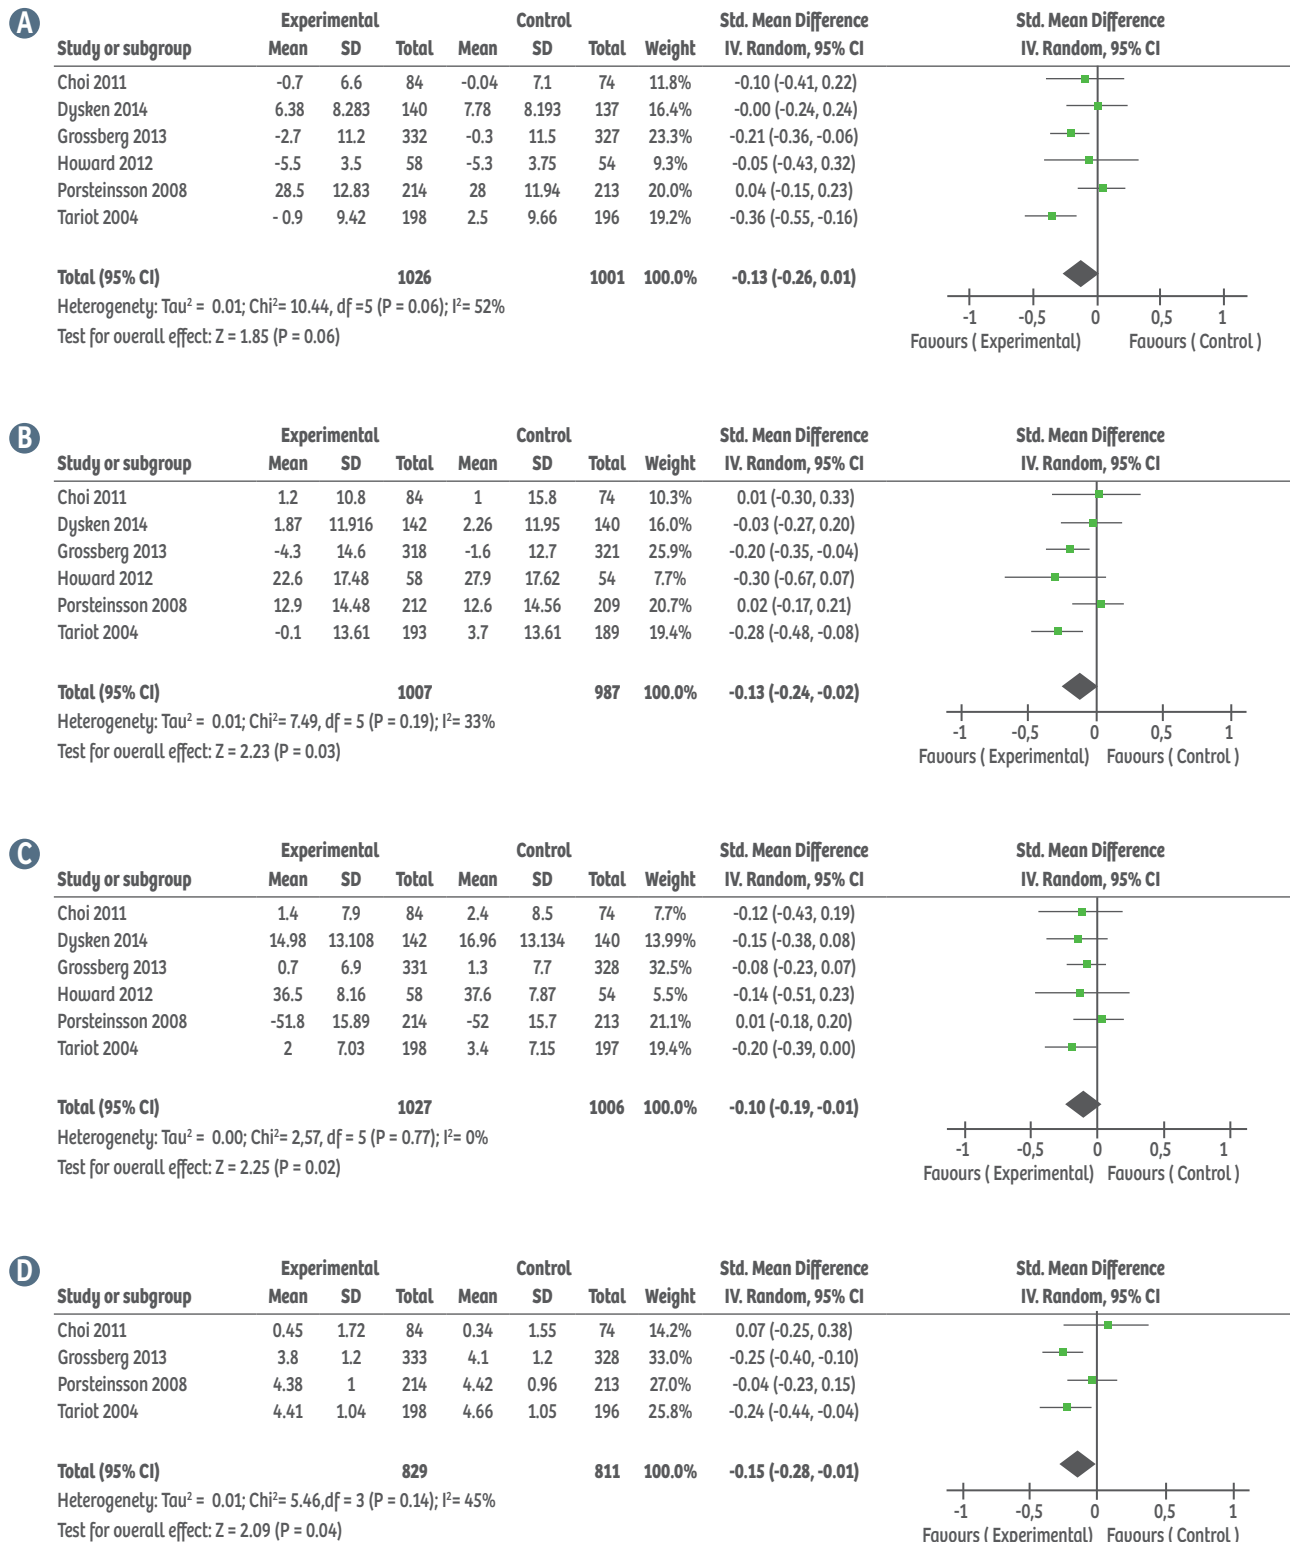 A
Experimental Control Std. Mean Difference Std. Mean Difference
Study or subgroup Mean SD Total Mean SD Total Weight IV. Random, 95% CI IV. Random, 95% CI
Choi 2011 -0.7 6.6 84 -0.04 7.1 74 11.8% -0.10 (-0.41, 0.22)
Dysken 2014 6.38 8.283 140 7.78 8.193 137 16.4% -0.00 (-0.24, 0.24)
Grossberg 2013 -2.7 11.2 332 -0.3 11.5 327 23.3% -0.21 (-0.36, -0.06)
Howard 2012 -5.5 3.5 58 -5.3 3.75 54 9.3% -0.05 (-0.43, 0.32)
Porsteinsson 2008 28.5 12.83 214 28 11.94 213 20.0% 0.04 (-0.15, 0.23)
Tariot 2004 - 0.9 9.42 198 2.5 9.66 196 19.2% -0.36 (-0.55, -0.16)
Total (95% CI) 1026 1001 100.0% -0.13 (-0.26, 0.01)
Heterogenety: Tau² = 0.01; Chi²= 10.44, df =5 (P = 0.06); I²= 52%
Test for overall effect: Z = 1.85 (P = 0.06)
-1 -0,5 0 0,5 1
Favours ( Experimental) Favours ( Control )
B
Experimental Control Std. Mean Difference Std. Mean Difference
Study or subgroup Mean SD Total Mean SD Total Weight IV. Random, 95% CI IV. Random, 95% CI
Choi 2011 1.2 10.8 84 1 15.8 74 10.3% 0.01 (-0.30, 0.33)
Dysken 2014 1.87 11.916 142 2.26 11.95 140 16.0% -0.03 (-0.27, 0.20)
Grossberg 2013 -4.3 14.6 318 -1.6 12.7 321 25.9% -0.20 (-0.35, -0.04)
Howard 2012 22.6 17.48 58 27.9 17.62 54 7.7% -0.30 (-0.67, 0.07)
Porsteinsson 2008 12.9 14.48 212 12.6 14.56 209 20.7% 0.02 (-0.17, 0.21)
Tariot 2004 -0.1 13.61 193 3.7 13.61 189 19.4% -0.28 (-0.48, -0.08)
Total (95% CI) 1007 987 100.0% -0.13 (-0.24, -0.02)
Heterogenety: Tau² = 0.01; Chi²= 7.49, df = 5 (P = 0.19); I²= 33%
Test for overall effect: Z = 2.23 (P = 0.03)
-1 -0,5 0 0,5 1
Favours ( Experimental) Favours ( Control )
C
Experimental Control Std. Mean Difference Std. Mean Difference
Study or subgroup Mean SD Total Mean SD Total Weight IV. Random, 95% CI IV. Random, 95% CI
Choi 2011 1.4 7.9 84 2.4 8.5 74 7.7% -0.12 (-0.43, 0.19)
Dysken 2014 14.98 13.108 142 16.96 13.134 140 13.99% -0.15 (-0.38, 0.08)
Grossberg 2013 0.7 6.9 331 1.3 7.7 328 32.5% -0.08 (-0.23, 0.07)
Howard 2012 36.5 8.16 58 37.6 7.87 54 5.5% -0.14 (-0.51, 0.23)
Porsteinsson 2008 -51.8 15.89 214 -52 15.7 213 21.1% 0.01 (-0.18, 0.20)
Tariot 2004 2 7.03 198 3.4 7.15 197 19.4% -0.20 (-0.39, 0.00)
Total (95% CI) 1027 1006 100.0% -0.10 (-0.19, -0.01)
Heterogenety: Tau² = 0.00; Chi²= 2,57, df = 5 (P = 0.77); I²= 0%
Test for overall effect: Z = 2.25 (P = 0.02)
-1 -0,5 0 0,5 1
Favours ( Experimental) Favours ( Control )
D
Experimental Control Std. Mean Difference Std. Mean Difference
Study or subgroup Mean SD Total Mean SD Total Weight IV. Random, 95% CI IV. Random, 95% CI
Choi 2011 0.45 1.72 84 0.34 1.55 74 14.2% 0.07 (-0.25, 0.38)
Grossberg 2013 3.8 1.2 333 4.1 1.2 328 33.0% -0.25 (-0.40, -0.10)
Porsteinsson 2008 4.38 1 214 4.42 0.96 213 27.0% -0.04 (-0.23, 0.15)
Tariot 2004 4.41 1.04 198 4.66 1.05 196 25.8% -0.24 (-0.44, -0.04)
Total (95% CI) 829 811 100.0% -0.15 (-0.28, -0.01)
Heterogenety: Tau² = 0.01; Chi²= 5.46,df = 3 (P = 0.14); I²= 45%
Test for overall effect: Z = 2.09 (P = 0.04)
-1 -0,5 0 0,5 1
Favours ( Experimental) Favours ( Control )